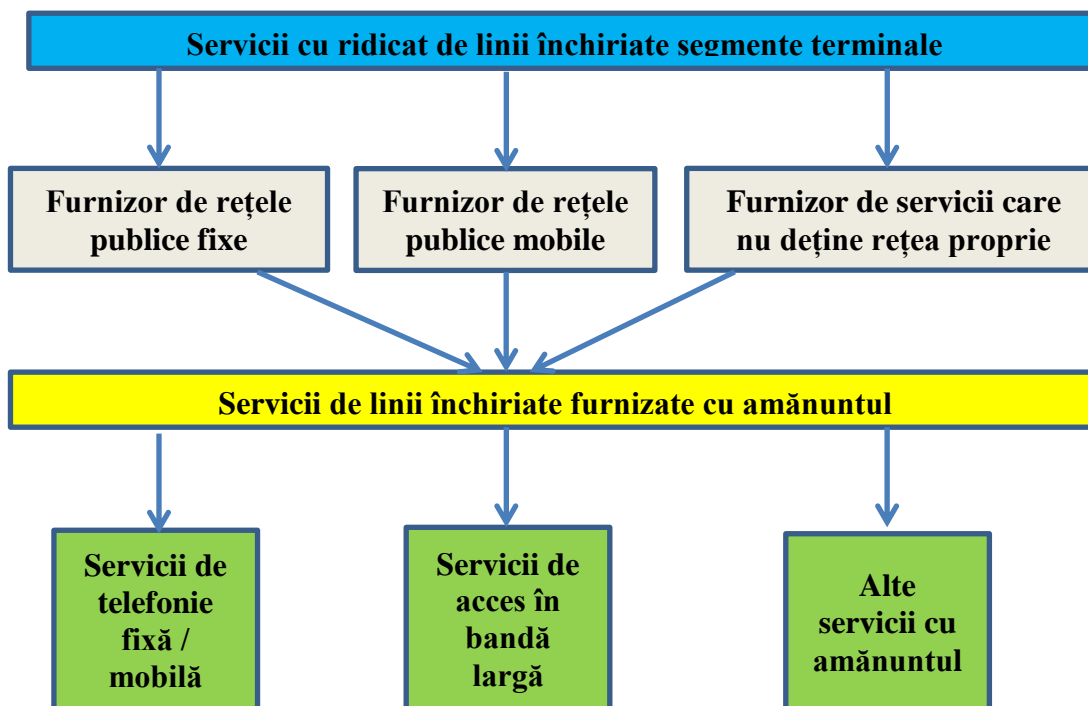 Servicii cu ridicat de linii închiriate segmente terminale
Furnizor de rețele
publice fixe
Furnizor de rețele
publice mobile
Furnizor de servicii care
nu deține rețea proprie
Servicii de linii închiriate furnizate cu amănuntul
Servicii de
telefonie
fixă /
mobilă
Servicii de
acces în
bandă
largă
Alte
servicii cu
amănuntul